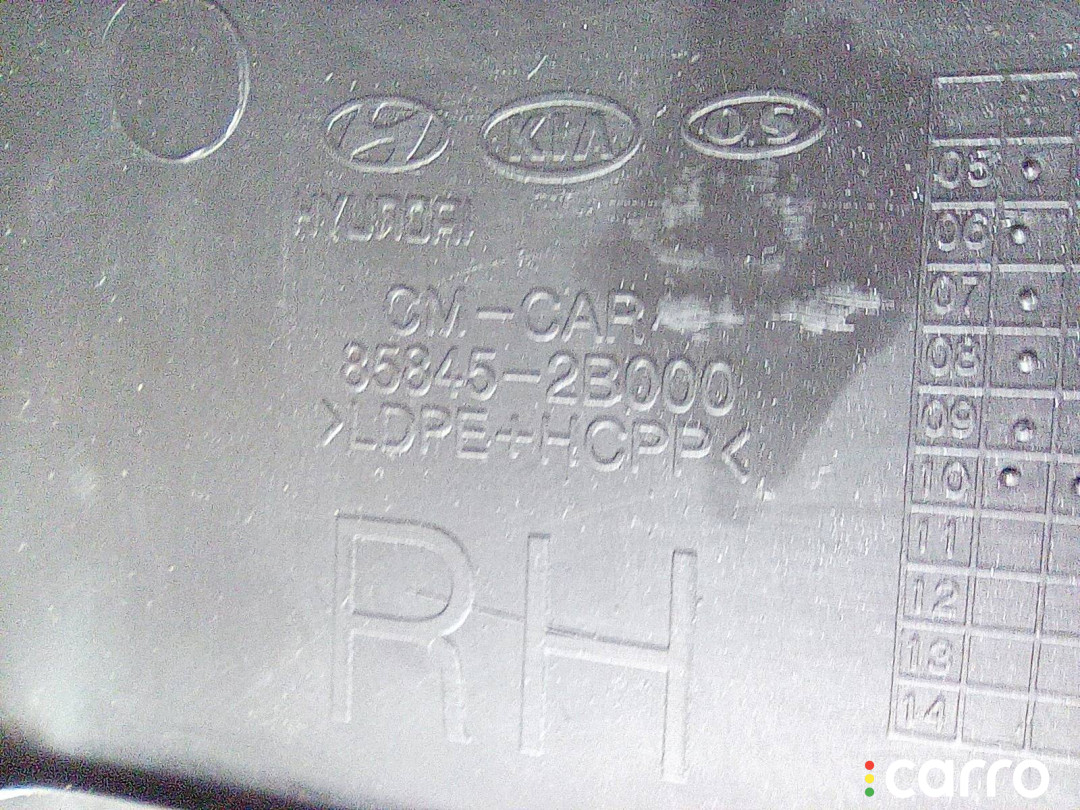 KIA
O.S
HYUNDAI
CM-CAR
85845-2B000
>LDPE+HCPP<
RH
05
06
07
08
09
10
11
12
13
14
carro